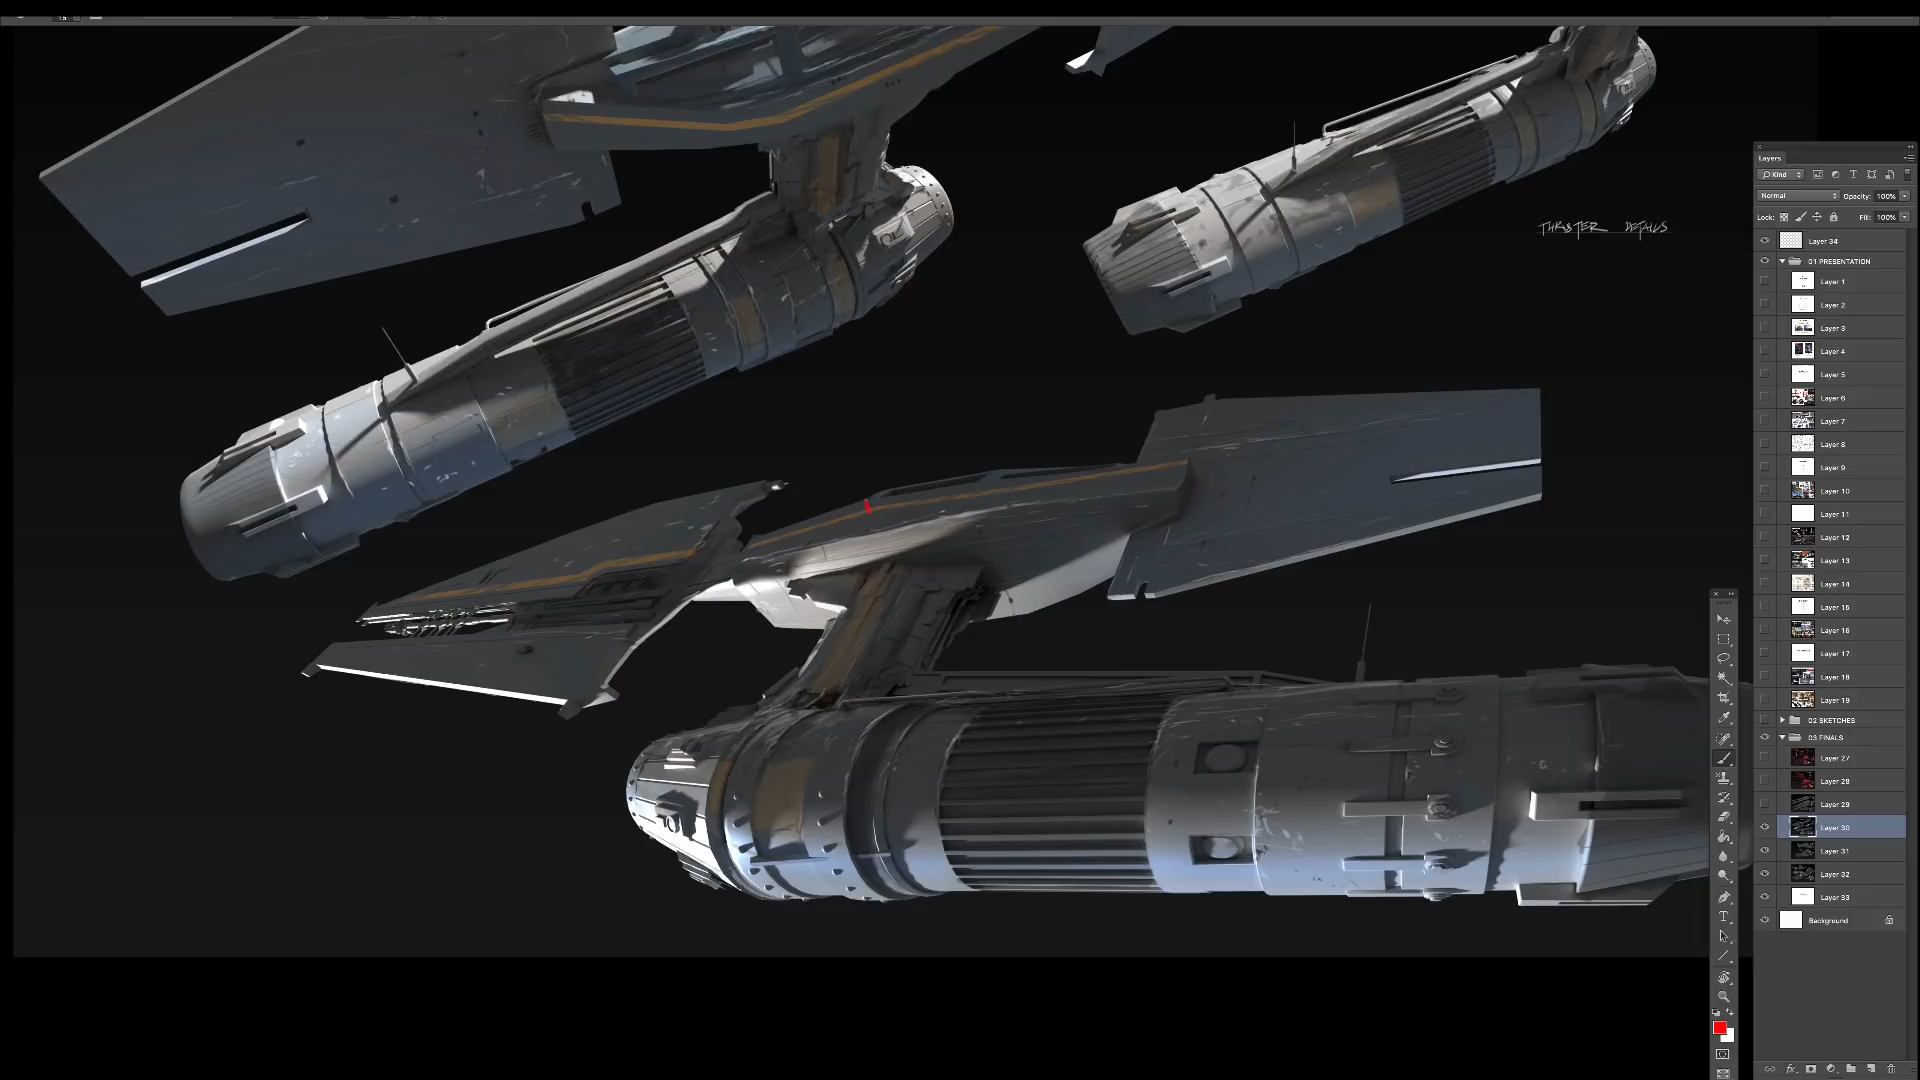 15
THRUSTER DETAILS
Layers
Kind
Normal
Opacity: 100%
Lock:
Fill: 100%
Layer 34
01 PRESENTATION
Layer 1
Layer 2
Layer 3
Layer 4
Layer 5
Layer 6
Layer 7
Layer 8
Layer 9
Layer 10
Layer 11
Layer 12
Layer 13
Layer 14
Layer 15
Layer 16
Layer 17
Layer 18
Layer 19
02 SKETCHES
03 FINALS
Layer 27
Layer 28
Layer 29
Layer 30
Layer 31
Layer 32
Layer 33
Background
fx